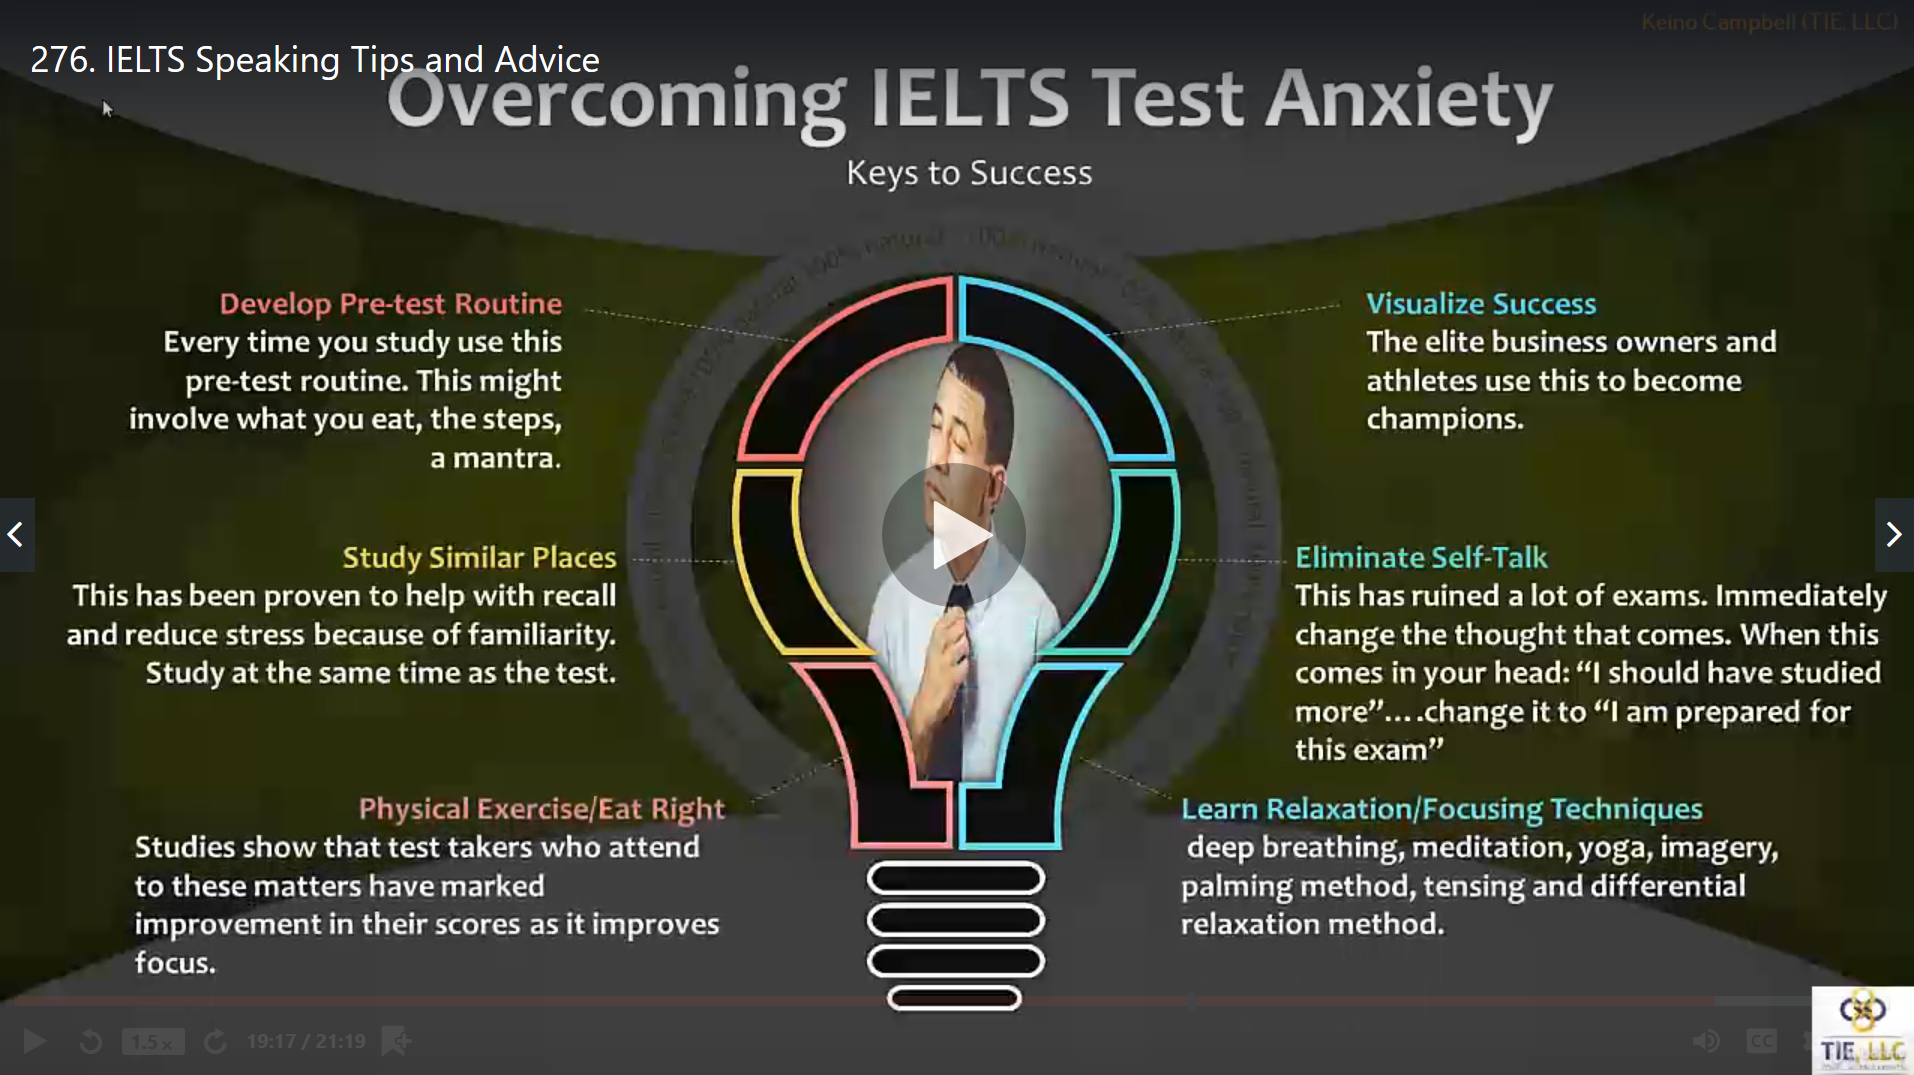 Keino Campbell (TIE, LLC)
276. IELTS Speaking Tips and Advice
Overcoming IELTS Test Anxiety
Keys to Success
Develop Pre-test Routine
Every time you study use this
pre-test routine. This might
involve what you eat, the steps,
a mantra.
Visualize Success
The elite business owners and
athletes use this to become
champions.
Study Similar Places
This has been proven to help with recall
and reduce stress because of familiarity.
Study at the same time as the test.
Eliminate Self-Talk
This has ruined a lot of exams. Immediately
change the thought that comes. When this
comes in your head: “I should have studied
more”....change it to “I am prepared for
this exam”
Physical Exercise/Eat Right
Studies show that test takers who attend
to these matters have marked
improvement in their scores as it improves
focus.
Learn Relaxation/Focusing Techniques
deep breathing, meditation, yoga, imagery,
palming method, tensing and differential
relaxation method.
1.5x
19:17 / 21:19
CC
TIE, LLC